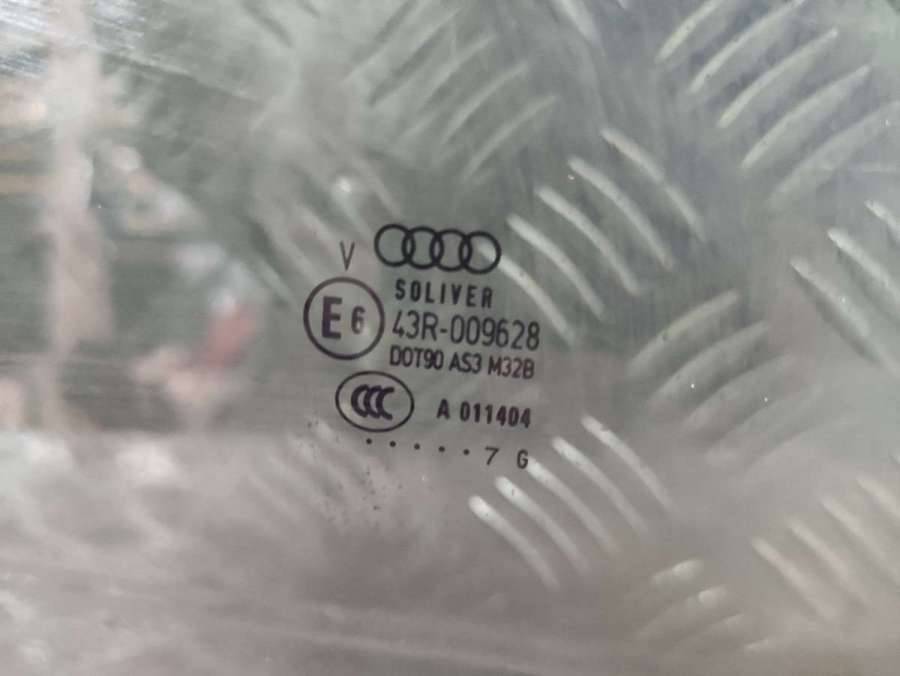 V
SOLIVER
E6 43R-009628
DOT90 AS3 M32B
CCC A 011404
.....7 G